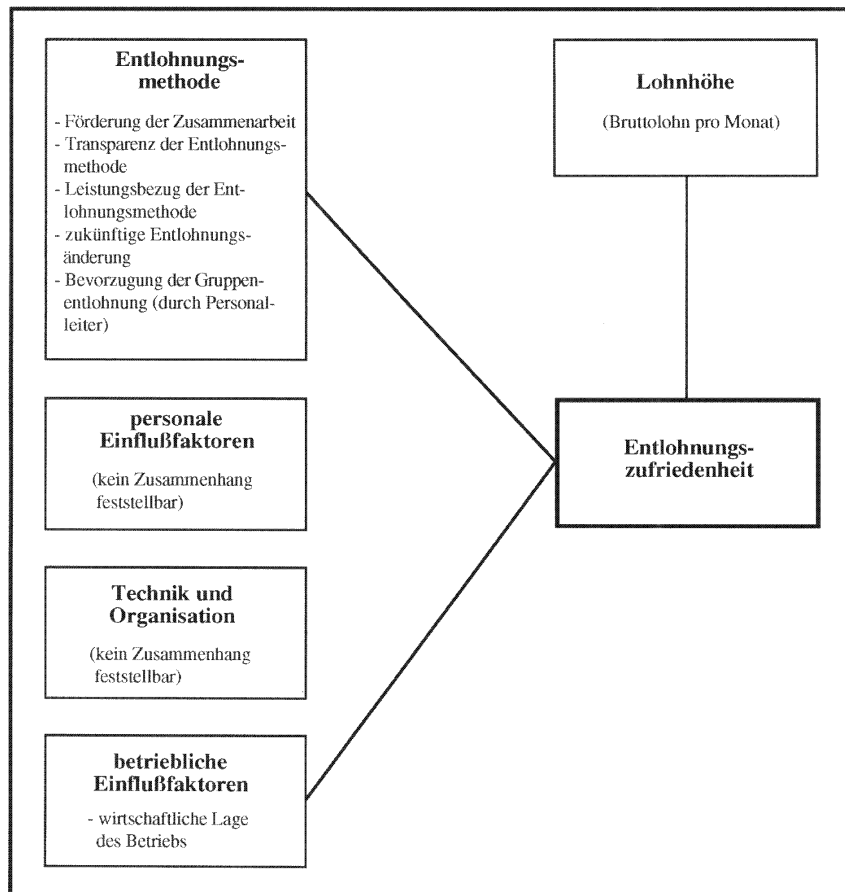 Entlohnungs-
methode
- Förderung der Zusammenarbeit
- Transparenz der Entlohnungs-
methode
- Leistungsbezug der Ent-
lohnungsmethode
- zukünftige Entlohnungs-
änderung
- Bevorzugung der Gruppen-
entlohnung (durch Personal-
leiter)
Lohnhöhe
(Bruttolohn pro Monat)
personale
Einflußfaktoren
(kein Zusammenhang
feststellbar)
Entlohnungs-
zufriedenheit
Technik und
Organisation
(kein Zusammenhang
feststellbar)
betriebliche
Einflußfaktoren
- wirtschaftliche Lage
des Betriebs